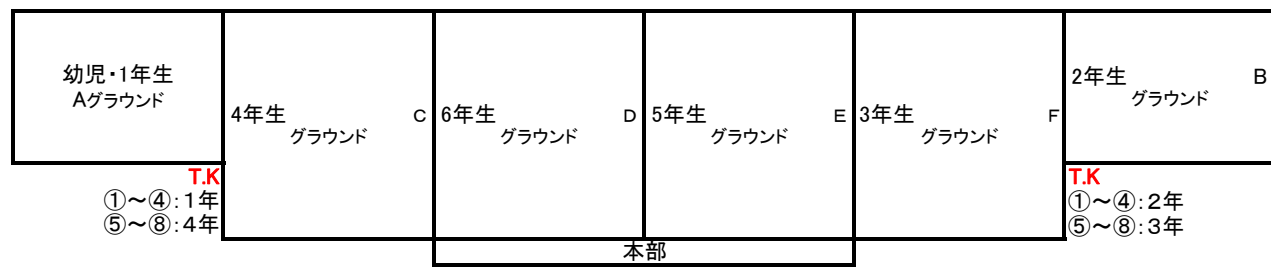 幼児・1年生
Aグラウンド
4年生 C
グラウンド
6年生 D
グラウンド
5年生 E
グラウンド
3年生 F
グラウンド
2年生 B
グラウンド
T.K
①～④:1年
⑤～⑧:4年
T.K
①～④:2年
⑤～⑧:3年
本部